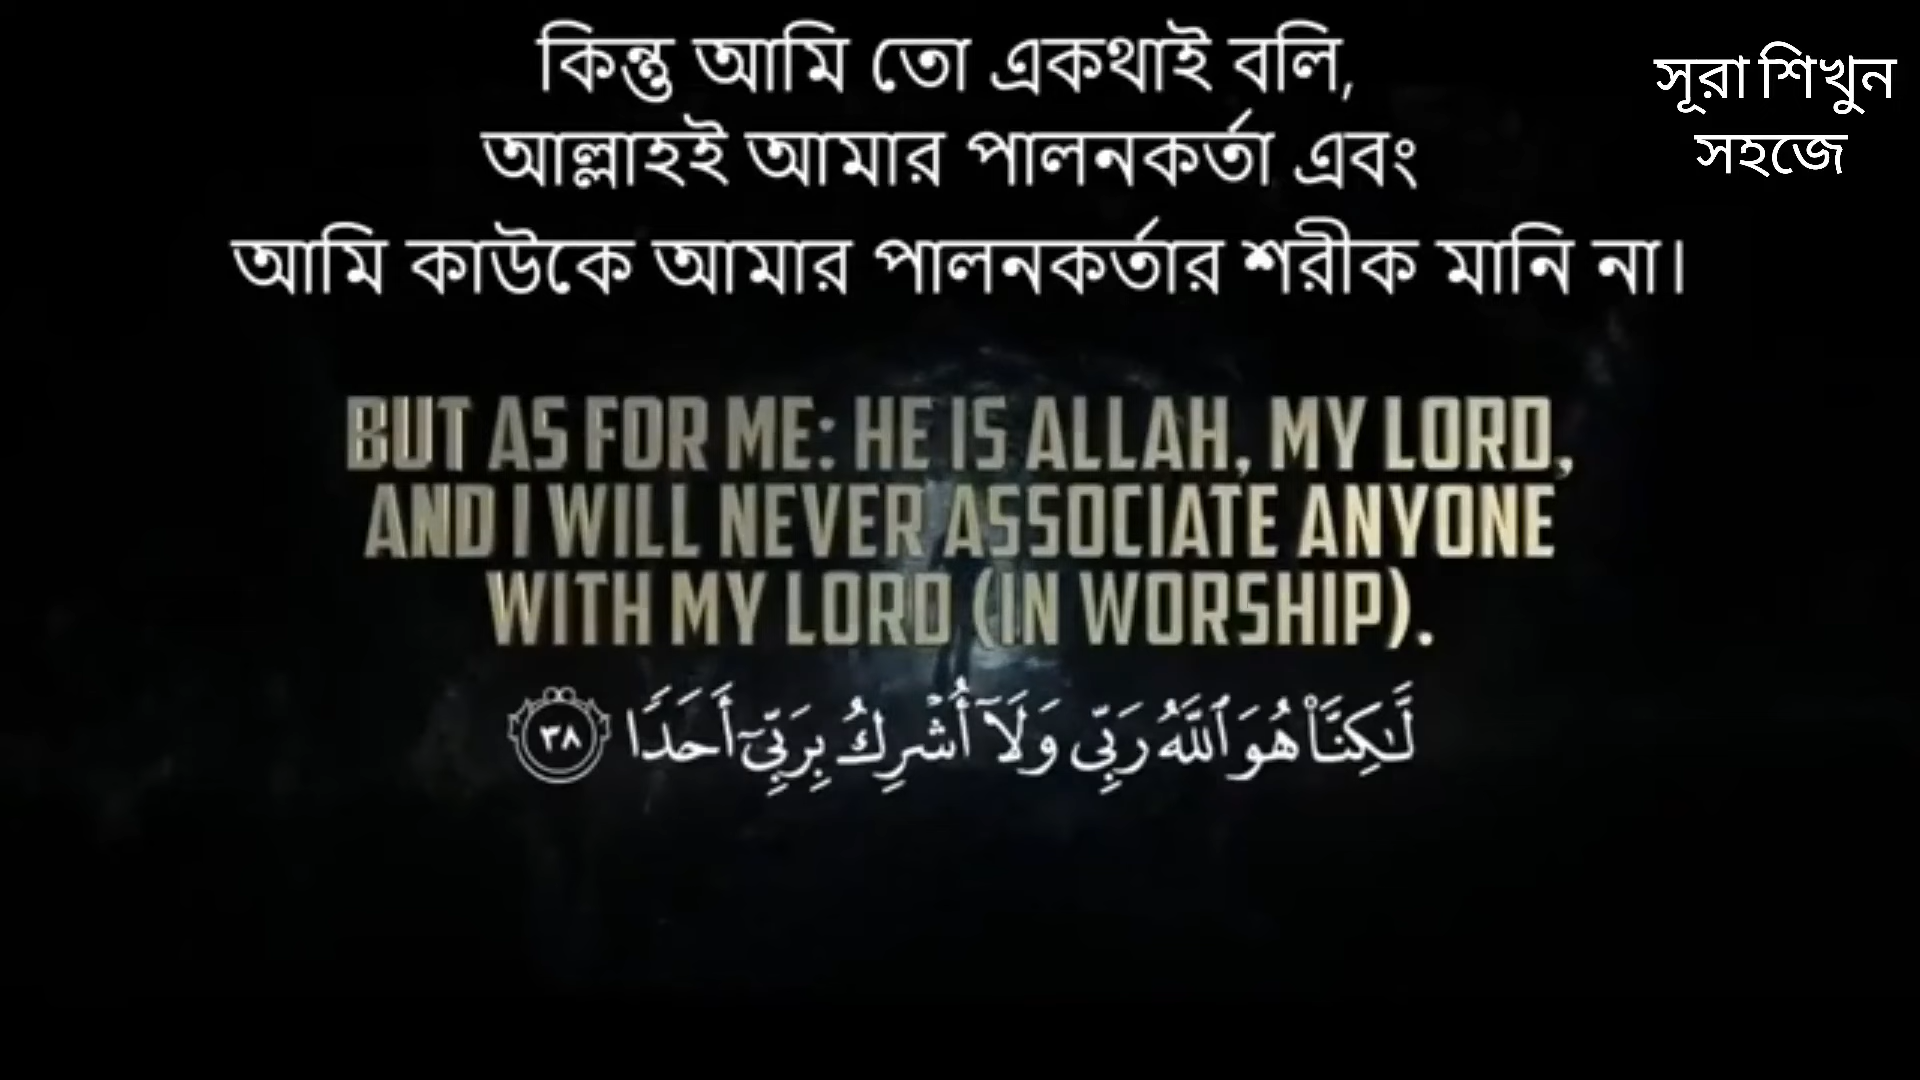 কিন্তু আমি তো একথাই বলি,
আল্লাহই আমার পালনকর্তা এবং
আমি কাউকে আমার পালনকর্তার শরীক মানি না।
সূরা শিখুন
সহজে
BUT AS FOR ME: HE IS ALLAH, MY LORD,
AND I WILL NEVER ASSOCIATE ANYONE
WITH MY LORD (IN WORSHIP).
لَّٰكِنَّا۠ هُوَ ٱللَّهُ رَبِّى وَلَآ أُشْرِكُ بِرَبِّىٓ أَحَدًا ٣٨